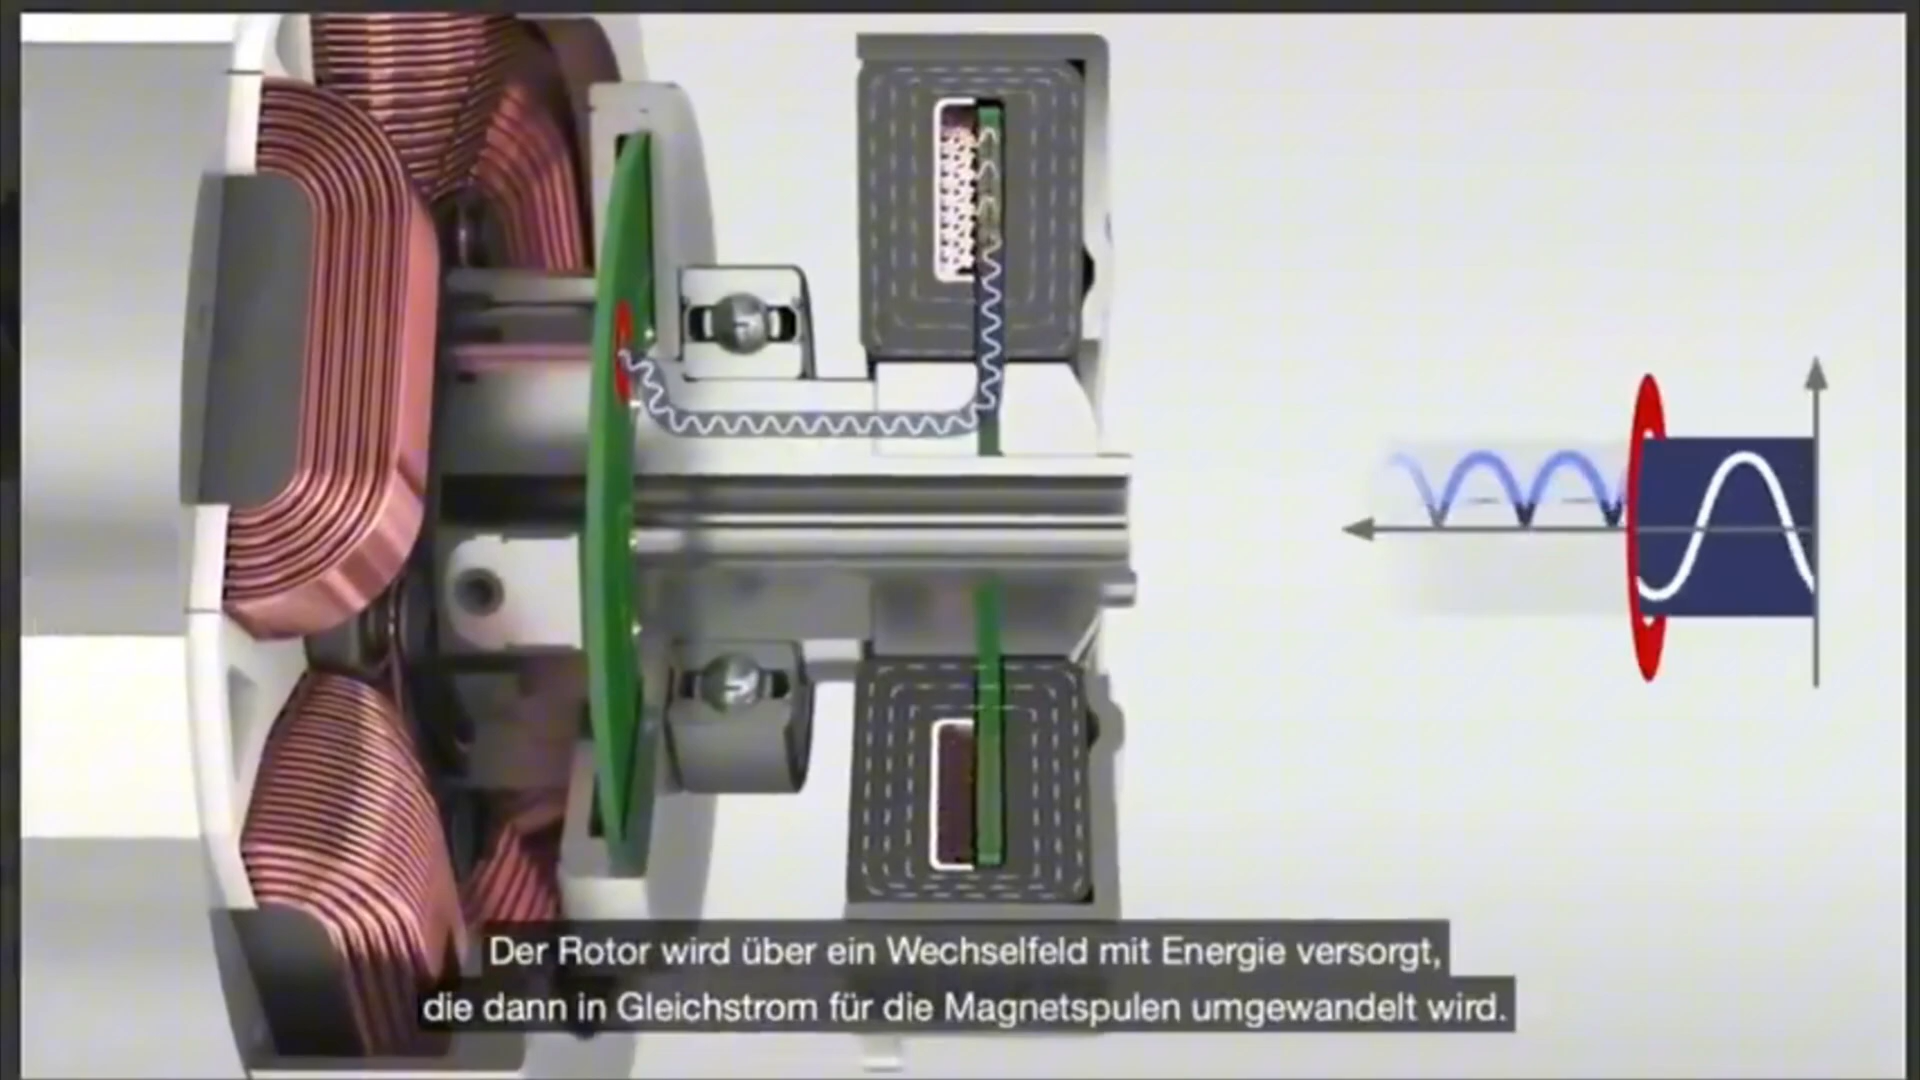 Der Rotor wird über ein Wechselfeld mit Energie versorgt,
die dann in Gleichstrom für die Magnetspulen umgewandelt wird.